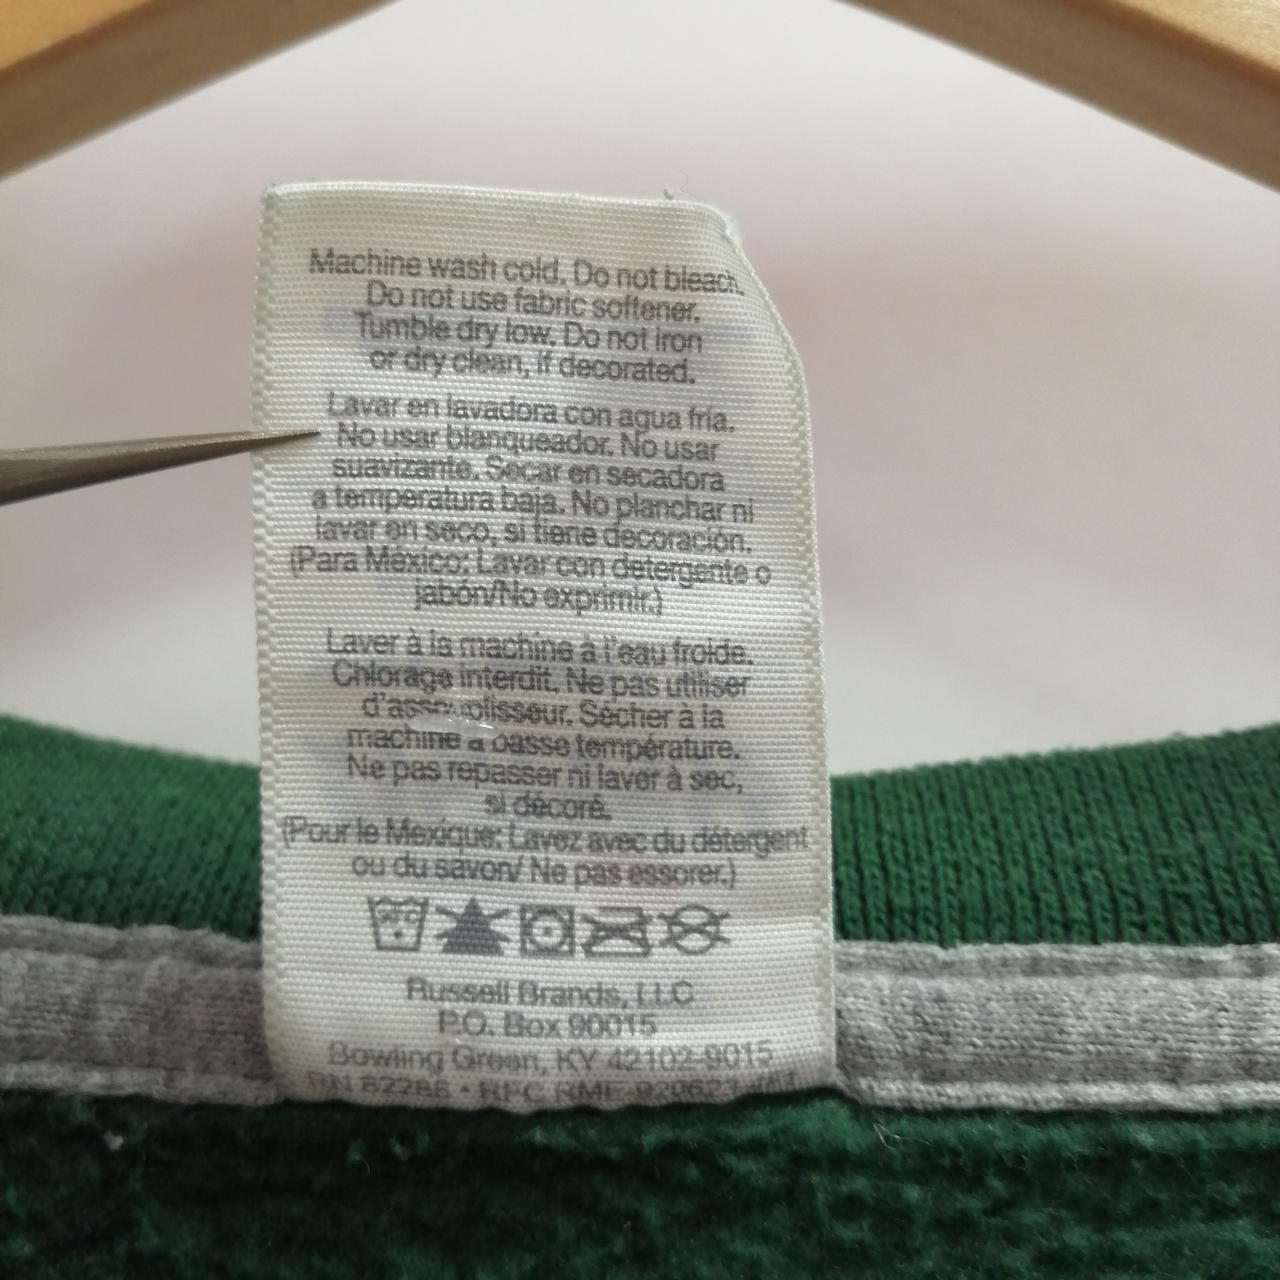 Machine wash cold. Do not bleach.
Do not use fabric softener.
Tumble dry low. Do not iron
or dry clean, if decorated.
Lavar en lavadora con agua fría.
No usar blanqueador. No usar
suavizante. Secar en secadora
a temperatura baja. No planchar ni
lavar en seco, si tiene decoración.
(Para México: Lavar con detergente o
jabón/No exprimir.)
Laver à la machine à l'eau froide.
Chlorage interdit. Ne pas utiliser
d'assouplisseur. Sécher à la
machine à basse température.
Ne pas repasser ni laver à sec,
si décoré.
(Pour le Mexique: Lavez avec du détergent
ou du savon/ Ne pas essorer.)
Russell Brands, LLC
P.O. Box 90015
Bowling Green, KY 42102-9015
RN 82286 • RFC